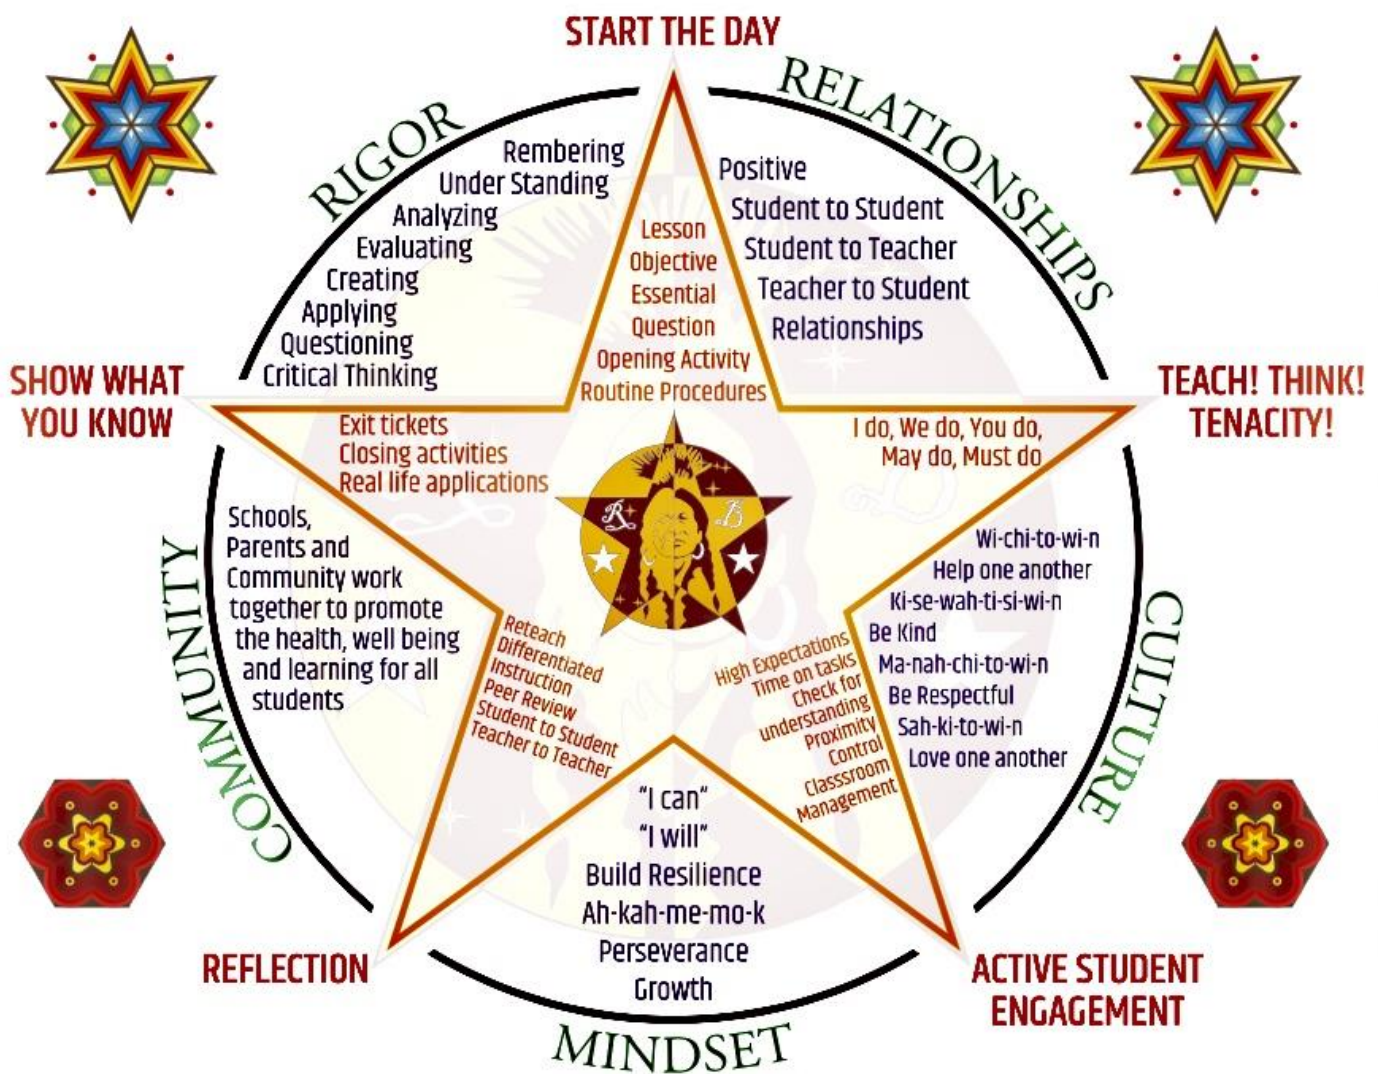 START THE DAY
RIGOR
Rembering
Under Standing
Analyzing
Evaluating
Creating
Applying
Questioning
Critical Thinking
Lesson
Objective
Essential
Question
Opening Activity
Routine Procedures
RELATIONSHIPS
Positive
Student to Student
Student to Teacher
Teacher to Student
Relationships
SHOW WHAT
YOU KNOW
Exit tickets
Closing activities
Real life applications
TEACH! THINK!
TENACITY!
I do, We do, You do,
May do, Must do
R B
COMMUNITY
Schools,
Parents and
Community work
together to promote
the health, well being
and learning for all
students
CULTURE
Wi-chi-to-wi-n
Help one another
Ki-se-wah-ti-si-wi-n
Be Kind
Ma-nah-chi-to-wi-n
Be Respectful
Sah-ki-to-wi-n
Love one another
Reteach
Differentiated
Instruction
Peer Review
Student to Student
Teacher to Teacher
High Expectations
Time on tasks
Check for
understanding
Proximity
Control
Classsroom
Management
"I can"
"I will"
Build Resilience
Ah-kah-me-mo-k
Perseverance
Growth
REFLECTION
ACTIVE STUDENT
ENGAGEMENT
MINDSET